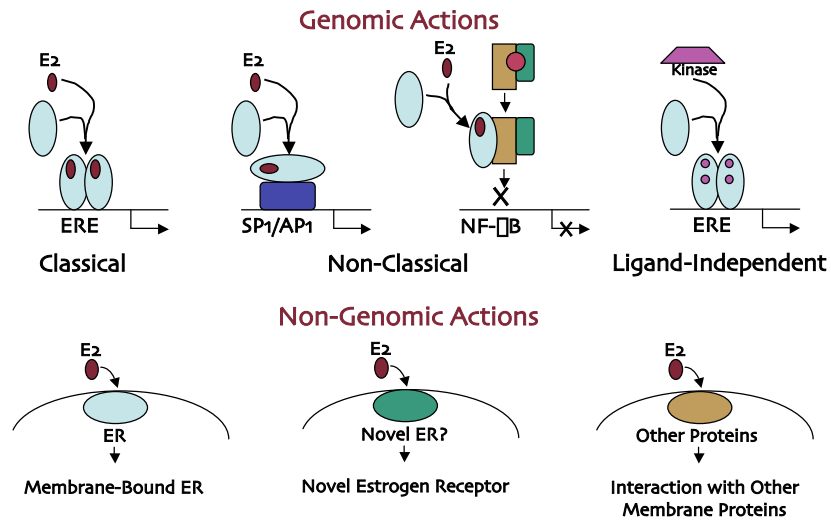 Genomic Actions
E2
E2
E2
Kinase
ERE
SP1/AP1
NF-▯B
ERE
Classical
Non-Classical
Ligand-Independent
Non-Genomic Actions
E2
E2
E2
ER
Novel ER?
Other Proteins
Membrane-Bound ER
Novel Estrogen Receptor
Interaction with Other
Membrane Proteins